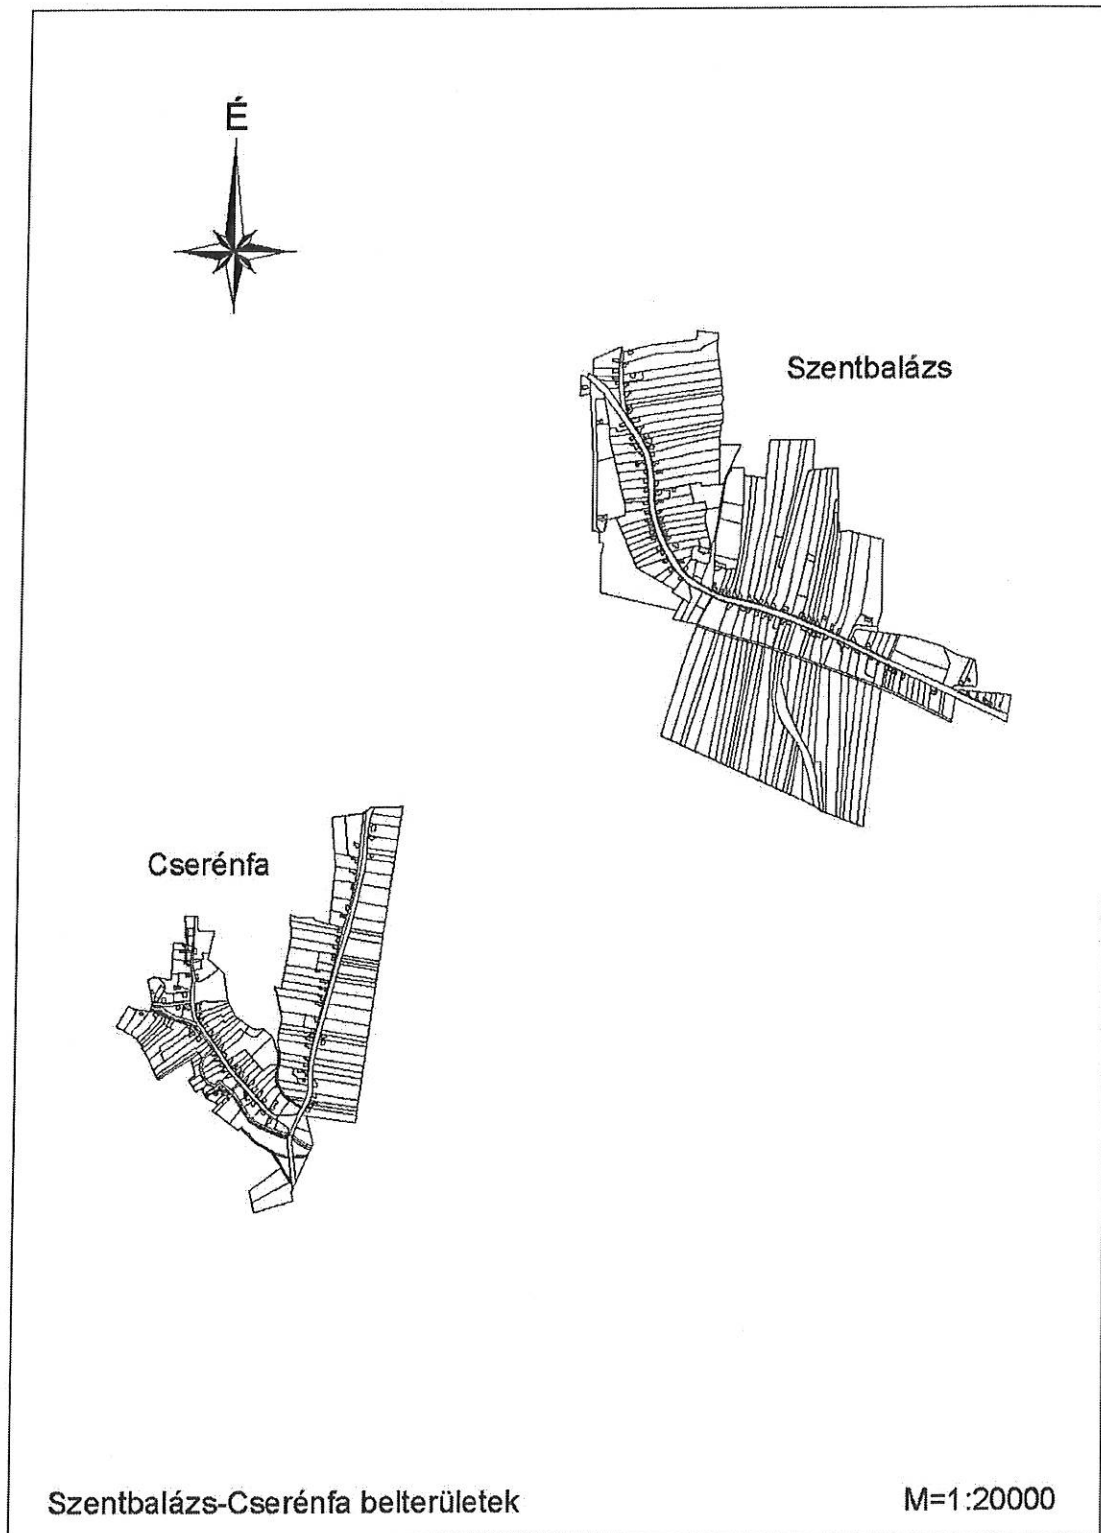 É
Szentbalázs
Cserénfa
Szentbalázs-Cserénfa belterületek
M=1:20000